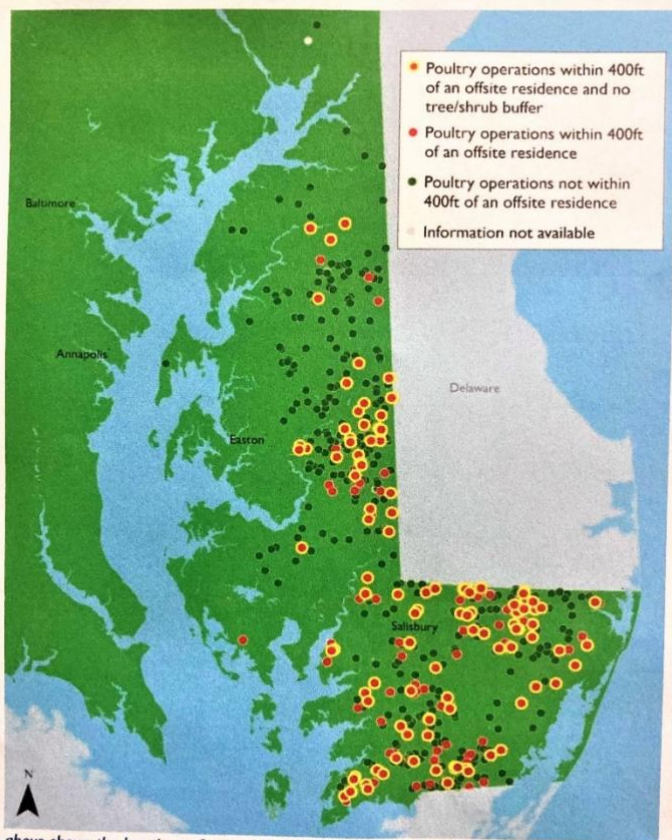 Poultry operations within 400ft
of an offsite residence and no
tree/shrub buffer
Poultry operations within 400ft
of an offsite residence
Poultry operations not within
400ft of an offsite residence
Information not available
Baltimore
Annapolis
Delaware
Easton
Salisbury
N